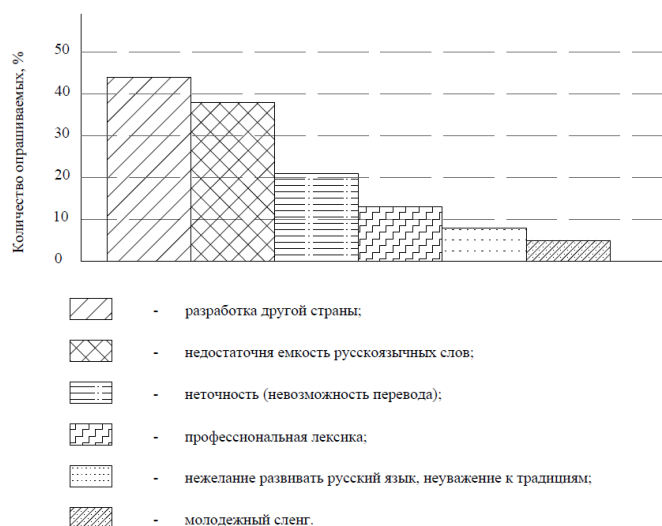 Количество опрашиваемых, %
50
40
30
20
10
0
- разработка другой страны;
- недостаточня емкость русскоязычных слов;
- неточность (невозможность перевода);
- профессиональная лексика;
- нежелание развивать русский язык, неуважение к традициям;
- молодежный сленг.